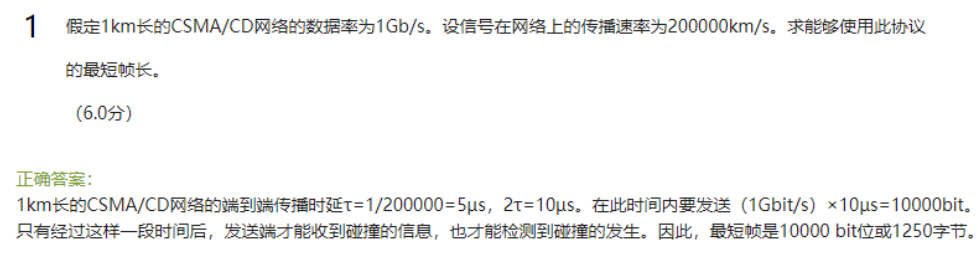 1 假定1km长的CSMA/CD网络的数据率为1Gb/s。设信号在网络上的传播速率为200000km/s。求能够使用此协议
的最短帧长。
（6.0分）
正确答案：
1km长的CSMA/CD网络的端到端传播时延τ=1/200000=5μs，2τ=10μs。在此时间内要发送（1Gbit/s）×10μs=10000bit。
只有经过这样一段时间后，发送端才能收到碰撞的信息，也才能检测到碰撞的发生。因此，最短帧是10000 bit位或1250字节。